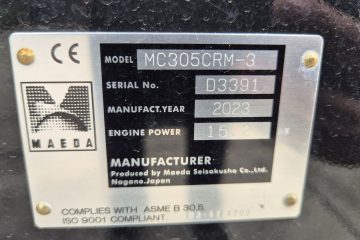 CE
MODEL MC305CRM-3
SERIAL No. D3391
MANUFACT.YEAR 2023
ENGINE POWER 15
MAEDA
MANUFACTURER
Produced by Maeda Seisakusho Co.,Ltd.
Nagano.Japan
COMPLIES WITH ASME B 30.5,
ISO 9001 COMPLIANT